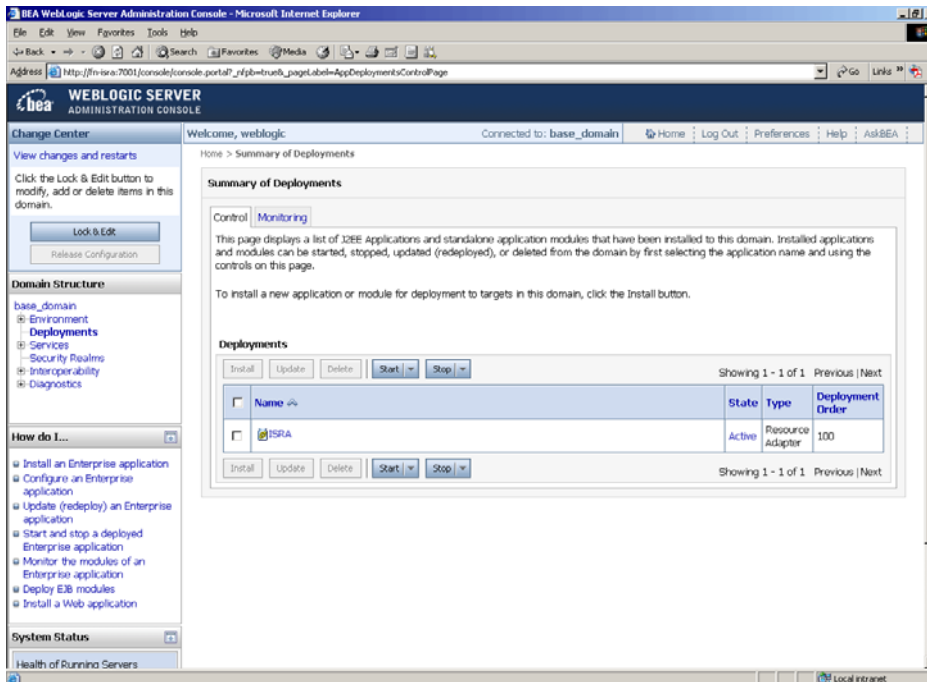 BEA WebLogic Server Administration Console - Microsoft Internet Explorer
File Edit View Favorites Tools Help
Back Search Favorites Media
Address http://fn-isra:7001/console/console.portal?_nfpb=true&_pageLabel=AppDeploymentsControlPage Go Links »
bea WEBLOGIC SERVER
ADMINISTRATION CONSOLE
Change Center
View changes and restarts
Click the Lock & Edit button to
modify, add or delete items in this
domain.
Lock & Edit
Release Configuration
Domain Structure
base_domain
Environment
Deployments
Services
Security Realms
Interoperability
Diagnostics
How do I...
Install an Enterprise application
Configure an Enterprise
application
Update (redeploy) an Enterprise
application
Start and stop a deployed
Enterprise application
Monitor the modules of an
Enterprise application
Deploy EJB modules
Install a Web application
System Status
Health of Running Servers
Welcome, weblogic Connected to: base_domain Home Log Out Preferences Help AskBEA
Home > Summary of Deployments
Summary of Deployments
Control Monitoring
This page displays a list of J2EE Applications and standalone application modules that have been installed to this domain. Installed applications
and modules can be started, stopped, updated (redeployed), or deleted from the domain by first selecting the application name and using the
controls on this page.
To install a new application or module for deployment to targets in this domain, click the Install button.
Deployments
Install Update Delete Start Stop Showing 1 - 1 of 1 Previous | Next
Name State Type Deployment
Order
ISRA Active Resource
Adapter 100
Install Update Delete Start Stop Showing 1 - 1 of 1 Previous | Next
Local intranet